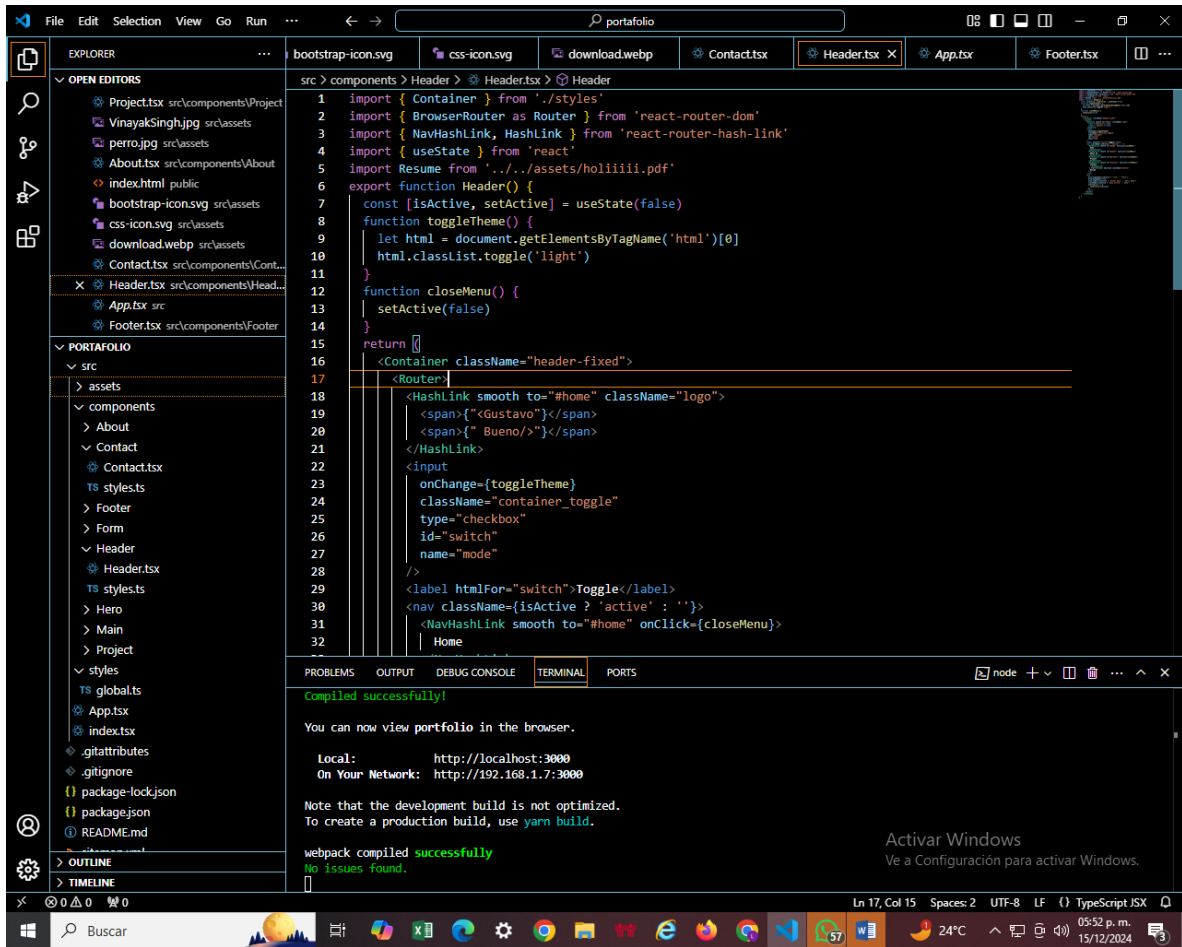 File Edit Selection View Go Run ··· ← → portafolio
EXPLORER ···
OPEN EDITORS
Project.tsx src\components\Project
VinayakSingh.jpg src\assets
perro.jpg src\assets
About.tsx src\components\About
index.html public
bootstrap-icon.svg src\assets
css-icon.svg src\assets
download.webp src\assets
Contact.tsx src\components\Cont...
Header.tsx src\components\Head...
App.tsx src
Footer.tsx src\components\Footer
PORTAFOLIO
src
assets
components
About
Contact
Contact.tsx
TS styles.ts
Footer
Form
Header
Header.tsx
TS styles.ts
Hero
Main
Project
styles
TS global.ts
App.tsx
index.tsx
.gitattributes
.gitignore
{} package-lock.json
{} package.json
README.md
OUTLINE
TIMELINE
bootstrap-icon.svg css-icon.svg download.webp Contact.tsx Header.tsx App.tsx Footer.tsx ···
src > components > Header > Header.tsx > Header
1 import { Container } from './styles'
2 import { BrowserRouter as Router } from 'react-router-dom'
3 import { NavHashLink, HashLink } from 'react-router-hash-link'
4 import { useState } from 'react'
5 import Resume from '../../assets/holiiiii.pdf'
6 export function Header() {
7 const [isActive, setActive] = useState(false)
8 function toggleTheme() {
9 let html = document.getElementsByTagName('html')[0]
10 html.classList.toggle('light')
11 }
12 function closeMenu() {
13 setActive(false)
14 }
15 return (
16 <Container className="header-fixed">
17 <Router>
18 <HashLink smooth to="#home" className="logo">
19 <span>{"<Gustavo"}</span>
20 <span>{" Bueno/>"}</span>
21 </HashLink>
22 <input
23 onChange={toggleTheme}
24 className="container_toggle"
25 type="checkbox"
26 id="switch"
27 name="mode"
28 />
29 <label htmlFor="switch">Toggle</label>
30 <nav className={isActive ? 'active' : ''}>
31 <NavHashLink smooth to="#home" onClick={closeMenu}>
32 Home
PROBLEMS OUTPUT DEBUG CONSOLE TERMINAL PORTS node
Compiled successfully!
You can now view portfolio in the browser.
Local: http://localhost:3000
On Your Network: http://192.168.1.7:3000
Note that the development build is not optimized.
To create a production build, use yarn build.
webpack compiled successfully
No issues found.
Activar Windows
Ve a Configuración para activar Windows.
0 0 0 Ln 17, Col 15 Spaces: 2 UTF-8 LF {} TypeScript JSX
Buscar 57 24°C 05:52 p. m.
15/12/2024 3